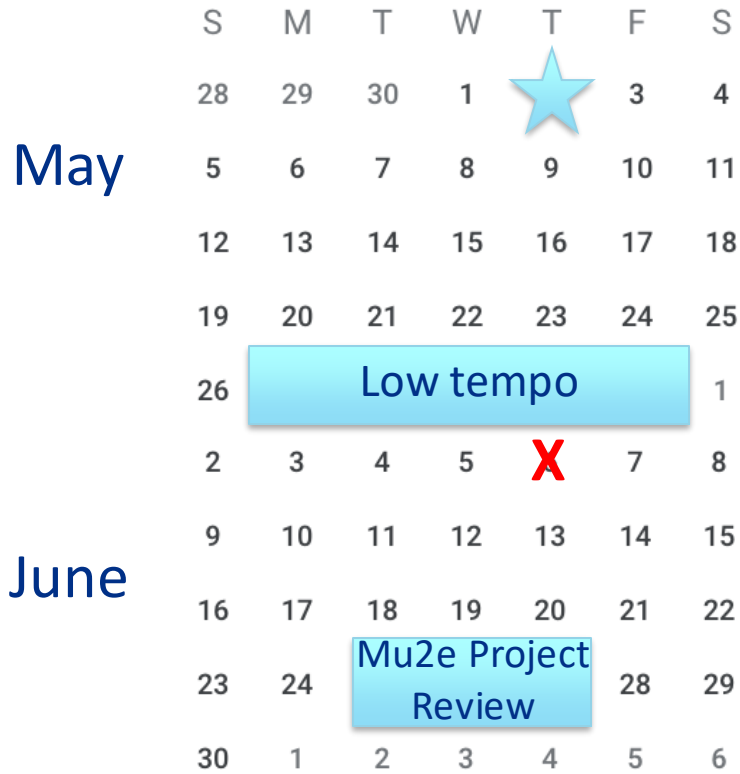 S M T W T F S
28 29 30 1 3 4
May
5 6 7 8 9 10 11
12 13 14 15 16 17 18
19 20 21 22 23 24 25
26 Low tempo 1
2 3 4 5 X 7 8
9 10 11 12 13 14 15
June
16 17 18 19 20 21 22
Mu2e Project
23 24 28 29
Review
30 1 2 3 4 5 6